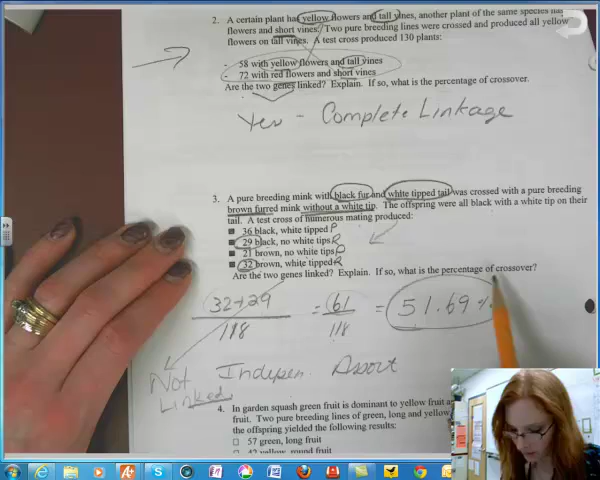 2. A certain plant has yellow flowers and tall vines, another plant of the same species has
flowers and short vines. Two pure breeding lines were crossed and produced all yellow
flowers on tall vines. A test cross produced 130 plants:
- 58 with yellow flowers and tall vines
- 72 with red flowers and short vines
Are the two genes linked? Explain. If so, what is the percentage of crossover.
Yes - Complete Linkage
3. A pure breeding mink with black fur and white tipped tail was crossed with a pure breeding
brown furred mink without a white tip. The offspring were all black with a white tip on their
tail. A test cross of numerous mating produced:
■ 36 black, white tipped P
■ 29 black, no white tips R
■ 21 brown, no white tips P
■ 32 brown, white tipped R
Are the two genes linked? Explain. If so, what is the percentage of crossover?
32+29 = 61 = 51.69%
118 118
Not Indepen. Assort
Linked
4. In garden squash green fruit is dominant to yellow fruit
fruit. Two pure breeding lines of green, long and yellow
the offspring yielded the following results:
□ 57 green, long fruit
yellow, round fruit